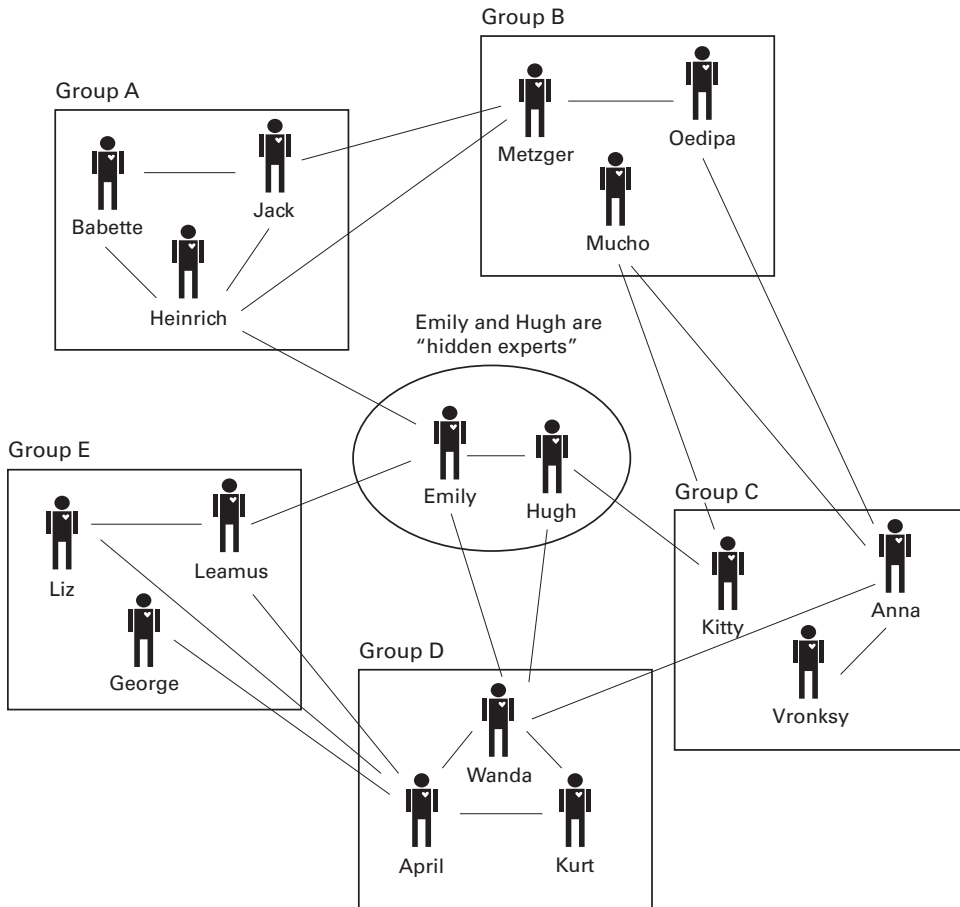 Group B
Group A
Metzger
Oedipa
Babette
Jack
Mucho
Heinrich
Emily and Hugh are
“hidden experts”
Group E
Emily
Hugh
Group C
Liz
Leamus
Kitty
Anna
George
Group D
Vronksy
Wanda
April
Kurt